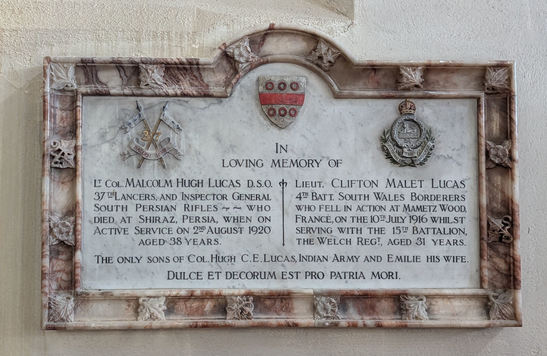 IN
LOVING MEMORY OF
LT COL. MALCOLM HUGH LUCAS D.S.O.
37TH LANCERS, AND INSPECTOR GENERAL
SOUTH PERSIAN RIFLES ~ ~ WHO
DIED AT SHIRAZ, PERSIA, WHEN ON
ACTIVE SERVICE ON 2ND AUGUST 1920
AGED 38 YEARS.
LIEUT. CLIFTON MALET LUCAS
4TH BATT. SOUTH WALES BORDERERS
WHO FELL IN ACTION AT MAMETZ WOOD,
FRANCE, ON THE 10TH JULY 1916 WHILST
SERVING WITH THE 15TH BATTALION,
THE WELCH REGT, AGED 31 YEARS.
THE ONLY SONS OF COL. HUGH C.E. LUCAS, INDIAN ARMY, AND EMILIE HIS WIFE.
DULCE ET DECORUM EST PRO PATRIA MORI.